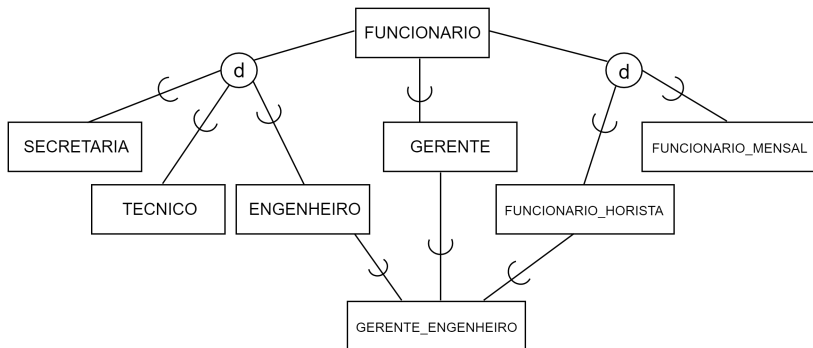 FUNCIONARIO
d
d
SECRETARIA
GERENTE
FUNCIONARIO_MENSAL
TECNICO
ENGENHEIRO
FUNCIONARIO_HORISTA
GERENTE_ENGENHEIRO